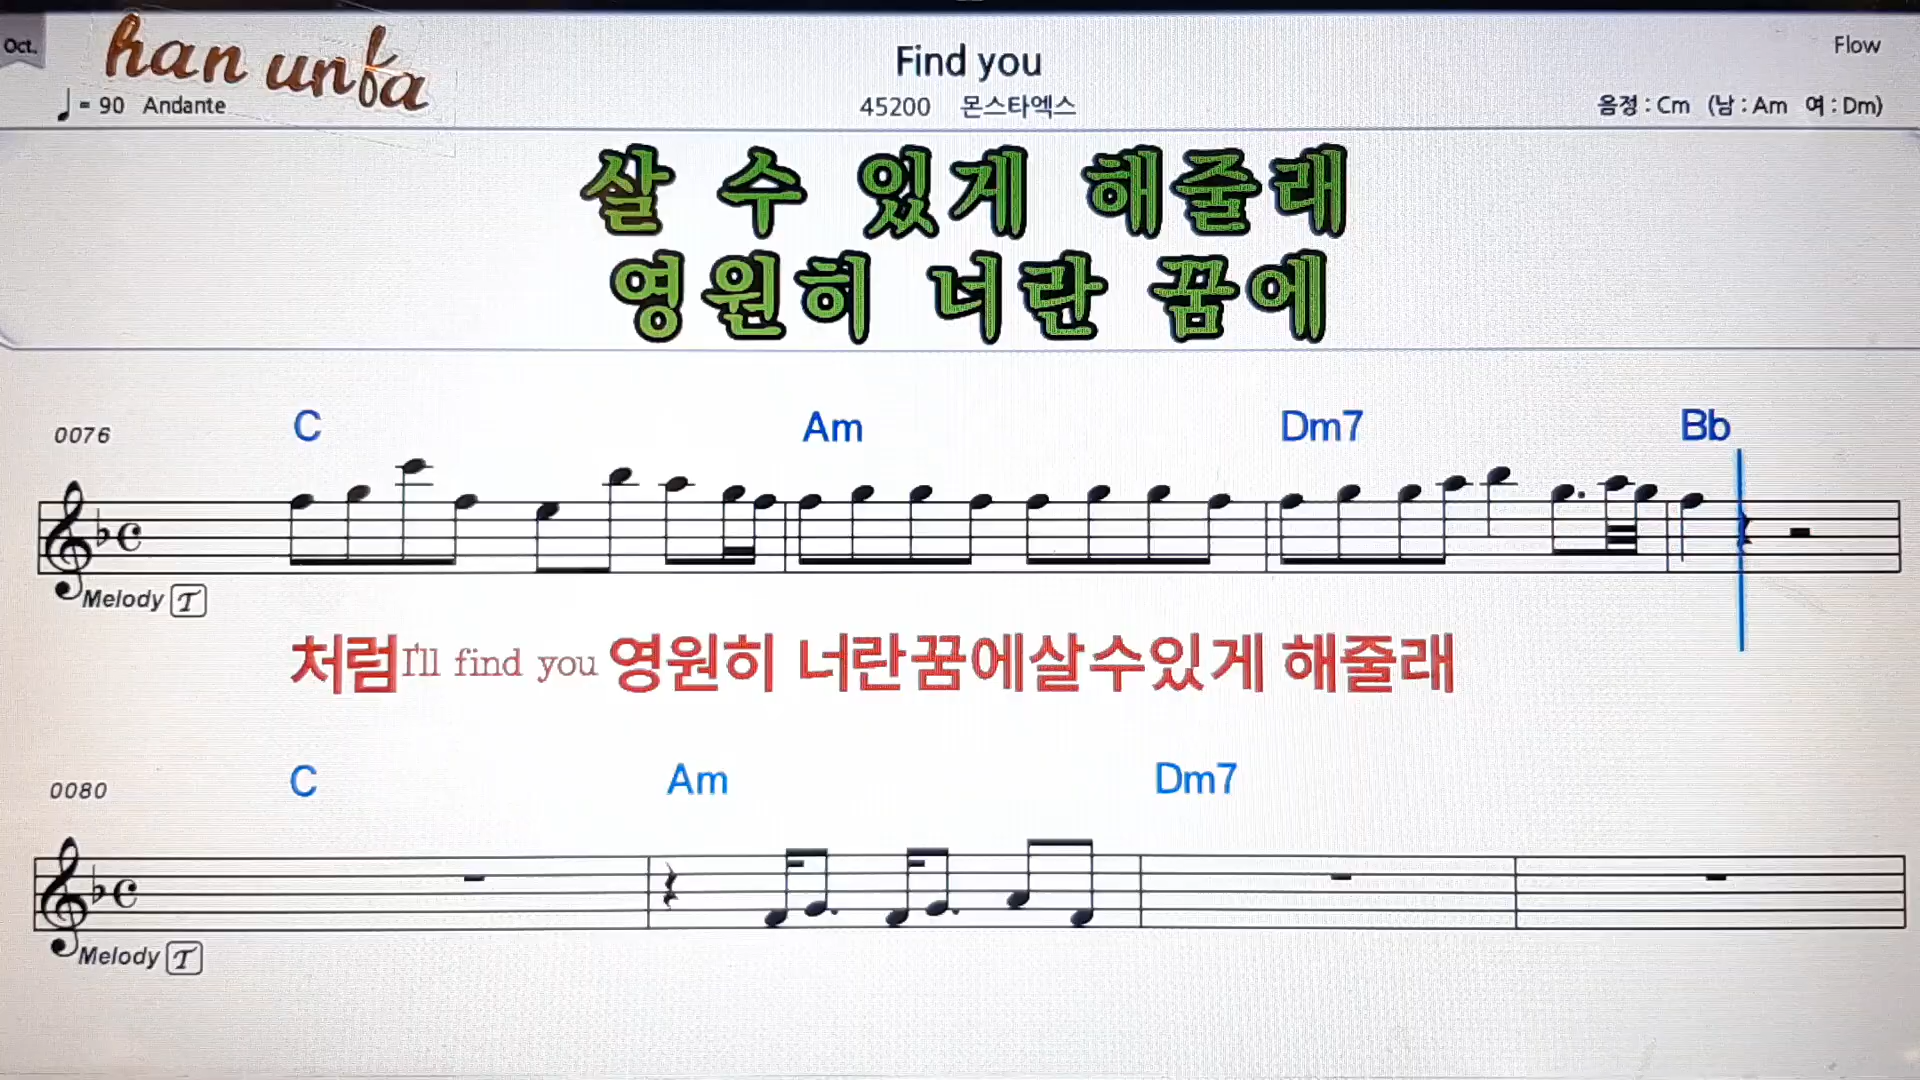 Oct.
han unfa
Find you
Flow
♩ = 90 Andante
45200 몬스타엑스
음정 : Cm (남 : Am 여 : Dm)
살 수 있게 해줄래
영원히 너란 꿈에
0076 C Am Dm7 Bb
Melody T
처럼I'll find you 영원히 너란꿈에살수있게 해줄래
0080 C Am Dm7
Melody T